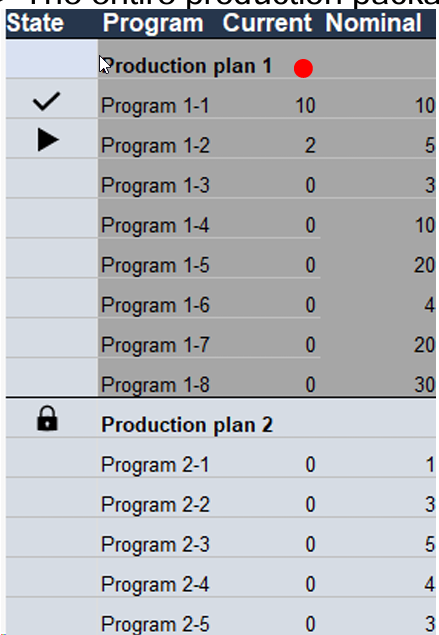 The entire production packa
State Program Current Nominal
Production plan 1
Program 1-1 10 10
Program 1-2 2 5
Program 1-3 0 3
Program 1-4 0 10
Program 1-5 0 20
Program 1-6 0 4
Program 1-7 0 20
Program 1-8 0 30
Production plan 2
Program 2-1 0 1
Program 2-2 0 3
Program 2-3 0 5
Program 2-4 0 4
Program 2-5 0 3